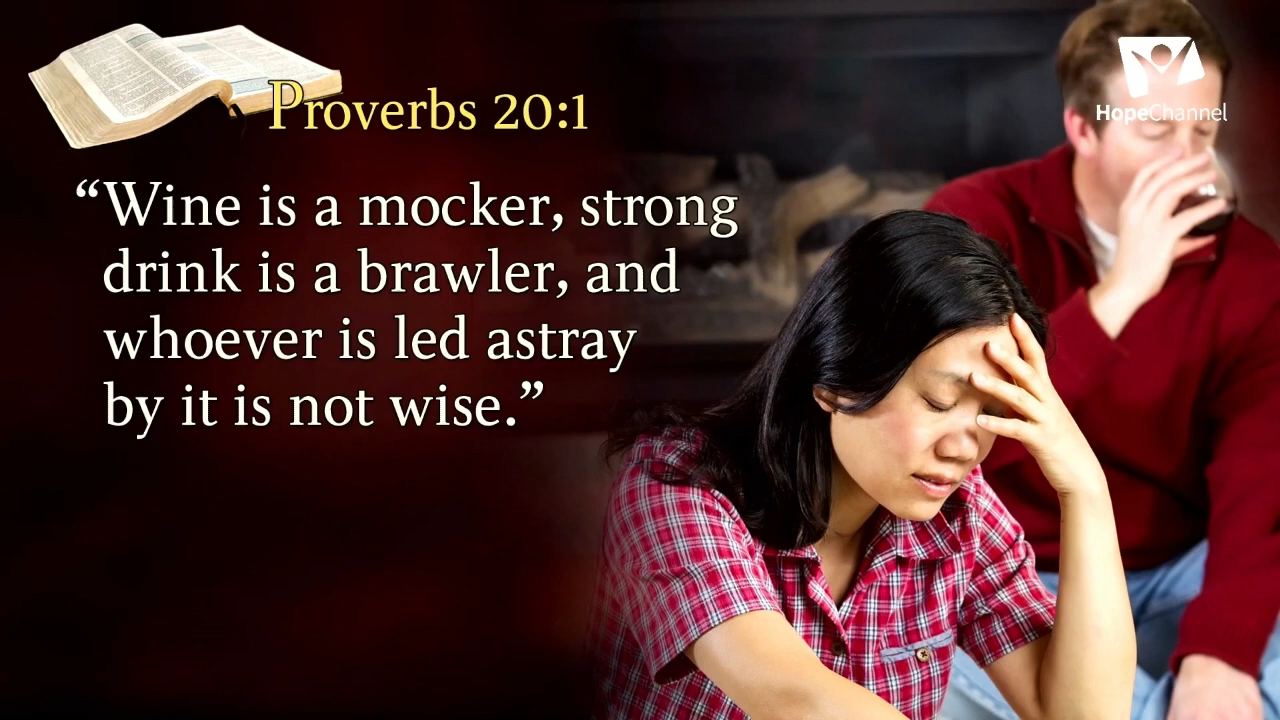 Proverbs 20:1
HopeChannel
“Wine is a mocker, strong
drink is a brawler, and
whoever is led astray
by it is not wise.”